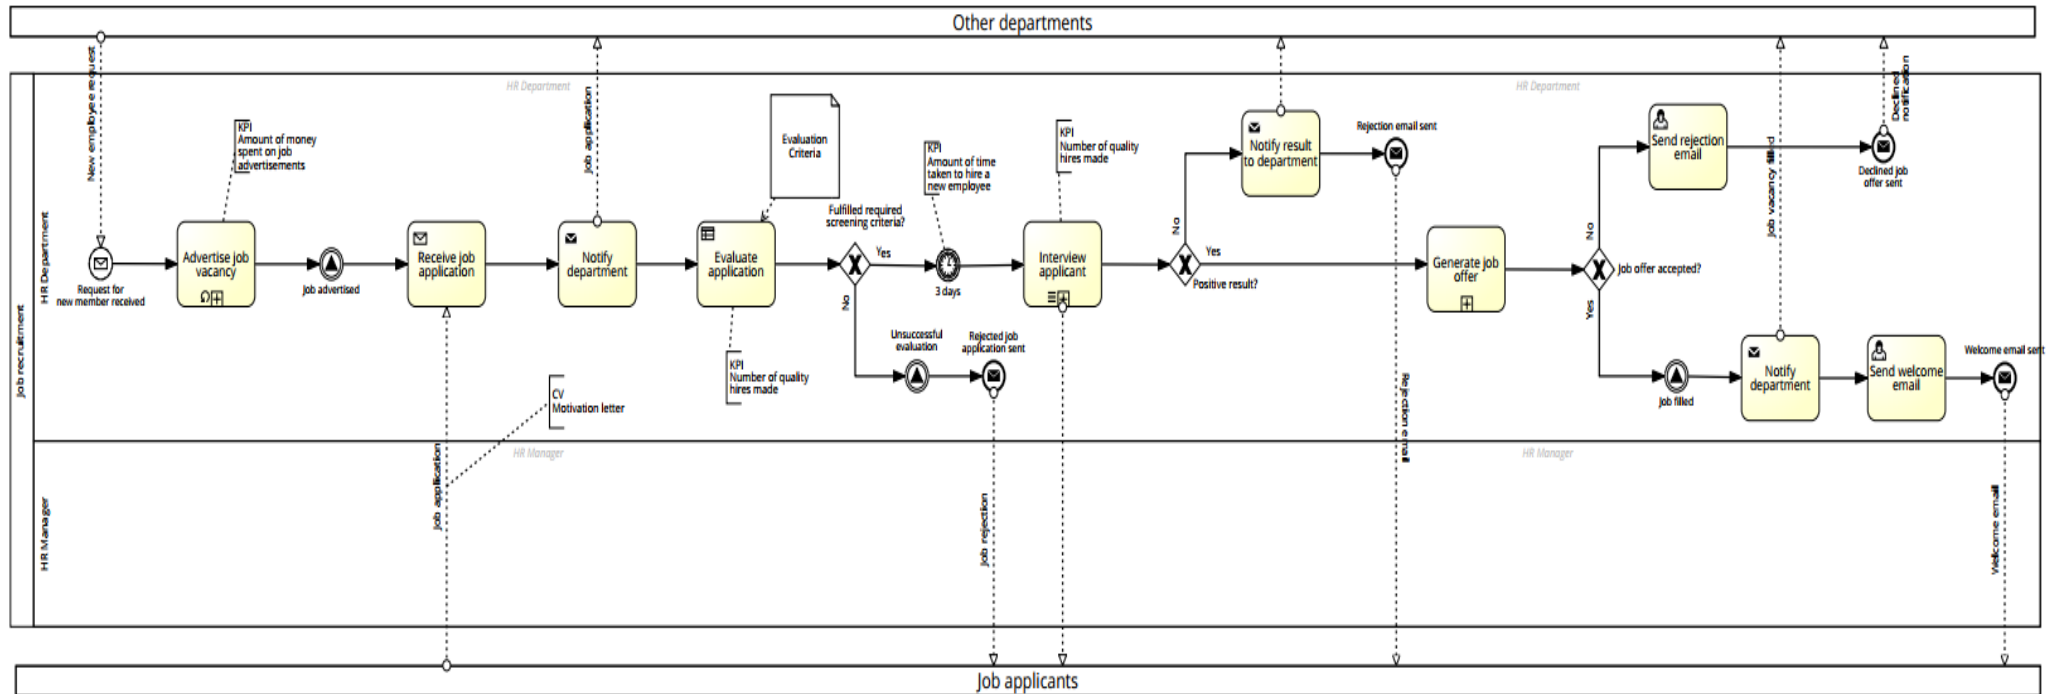 Other departments
Job recruitment
HR Department
HR Department
HR Department
New employee request
Request for
new member received
KPI
Amount of money
spent on job
advertisements
Advertise job
vacancy
Job advertised
Receive job
application
Job application
Notify
department
Evaluation
Criteria
Evaluate
application
KPI
Number of quality
hires made
CV
Motivation letter
Fulfilled required
screening criteria?
Yes
No
KPI
Amount of time
taken to hire a
new employee
3 days
Unsuccessful
evaluation
Rejected job
application sent
KPI
Number of quality
hires made
Interview
applicant
No
Yes
Positive result?
Notify result
to department
Rejection email sent
Generate job
offer
No
Job offer accepted?
Yes
Send rejection
email
Declined
notification
Declined job
offer sent
Job vacancy filled
Job filled
Notify
department
Send welcome
email
Welcome email sent
HR Manager
HR Manager
HR Manager
Job application
Job rejection
Rejection email
Welcome email
Job applicants